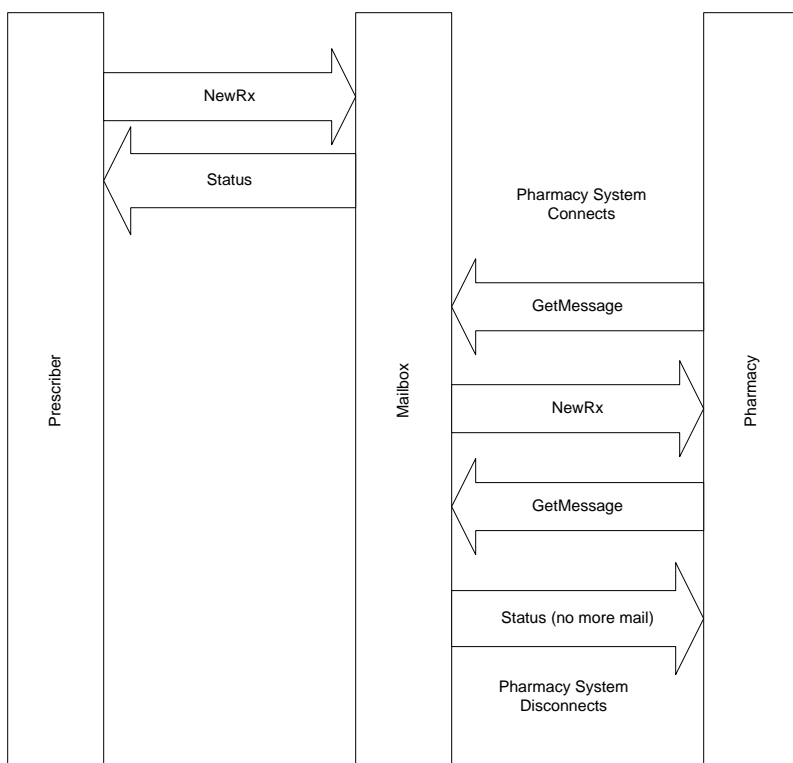 NewRx
Status
Pharmacy System
Connects
GetMessage
Prescriber
Mailbox
Pharmacy
NewRx
GetMessage
Status (no more mail)
Pharmacy System
Disconnects